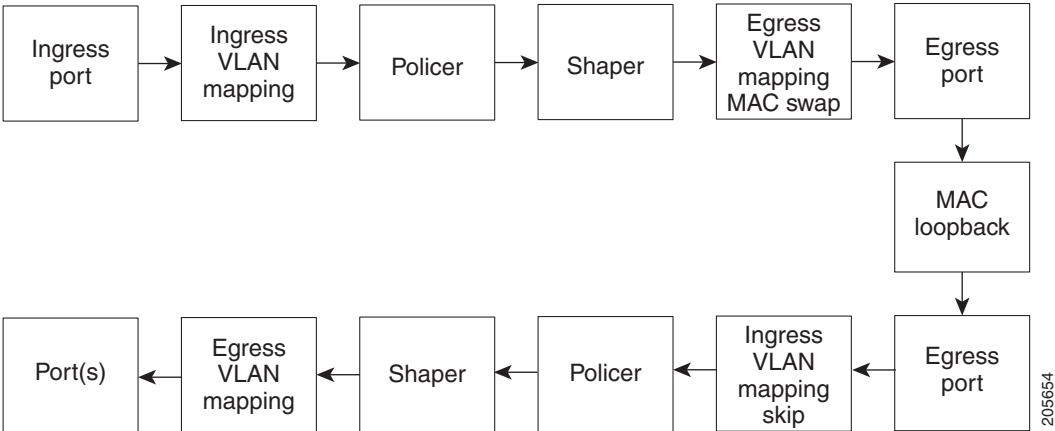 Ingress
port
Ingress
VLAN
mapping
Policer
Shaper
Egress
VLAN
mapping
MAC swap
Egress
port
MAC
loopback
Port(s)
Egress
VLAN
mapping
Shaper
Policer
Ingress
VLAN
mapping
skip
Egress
port
205654